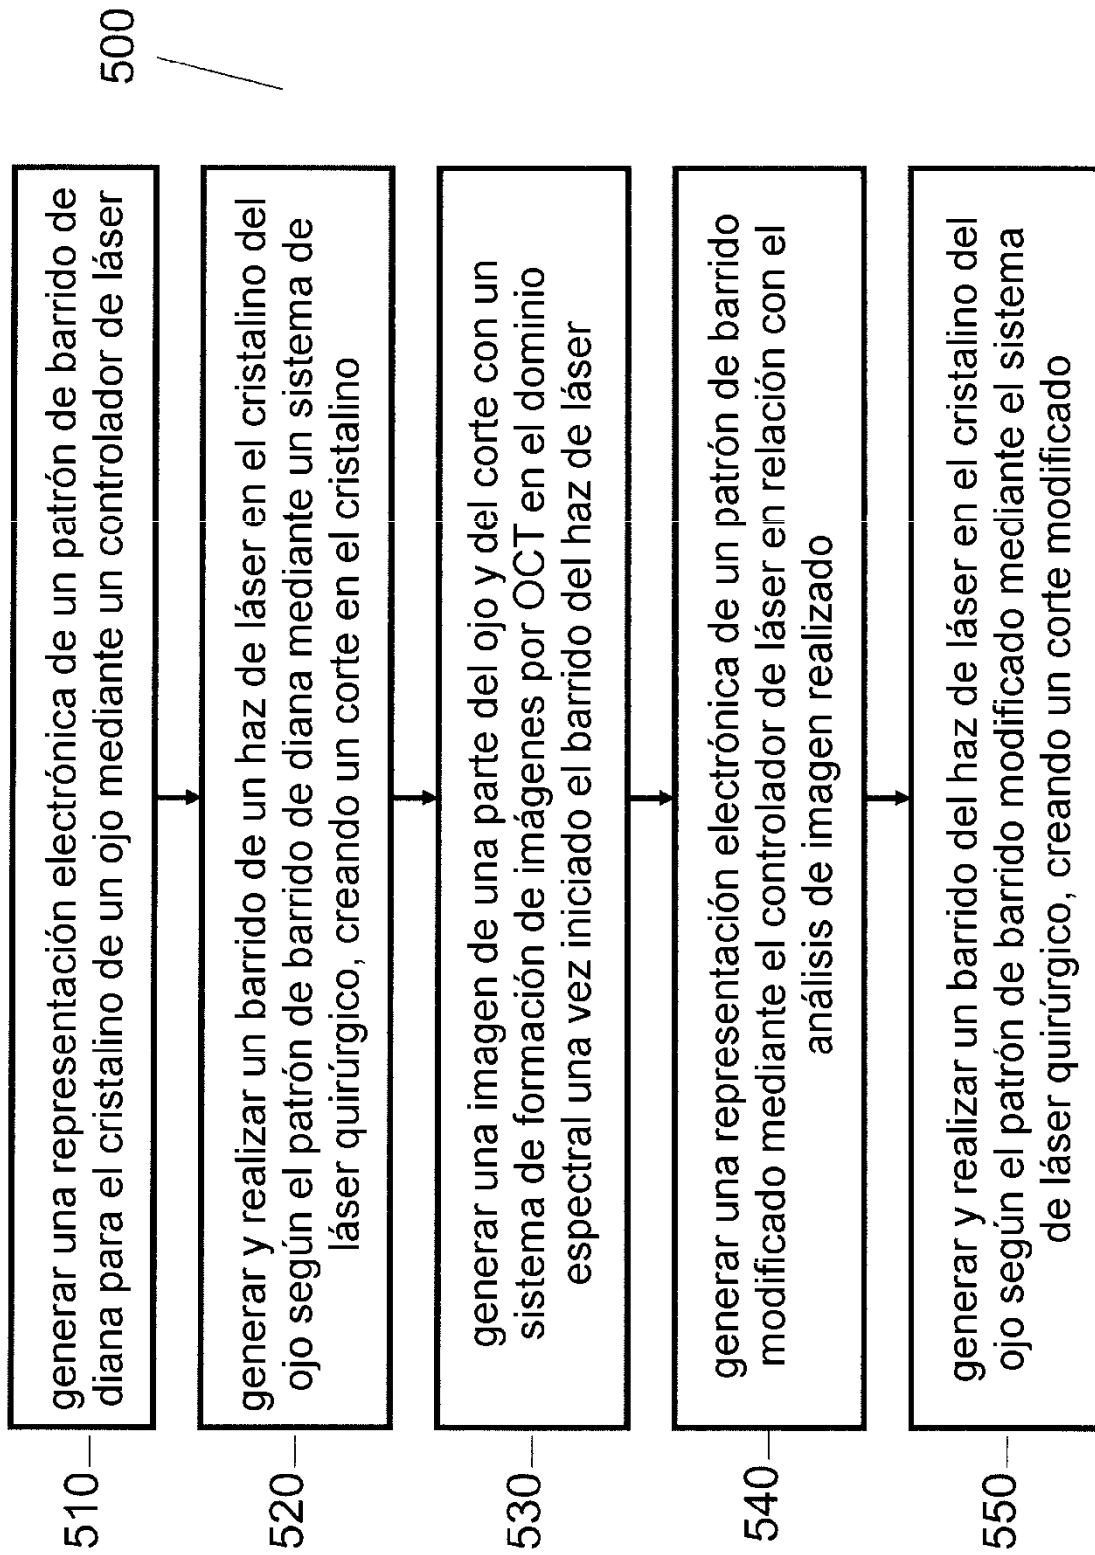 500
510
generar una representación electrónica de un patrón de barrido de
diana para el cristalino de un ojo mediante un controlador de láser
520
generar y realizar un barrido de un haz de láser en el cristalino del
ojo según el patrón de barrido de diana mediante un sistema de
láser quirúrgico, creando un corte en el cristalino
530
generar una imagen de una parte del ojo y del corte con un
sistema de formación de imágenes por OCT en el dominio
espectral una vez iniciado el barrido del haz de láser
540
generar una representación electrónica de un patrón de barrido
modificado mediante el controlador de láser en relación con el
análisis de imagen realizado
550
generar y realizar un barrido del haz de láser en el cristalino del
ojo según el patrón de barrido modificado mediante el sistema
de láser quirúrgico, creando un corte modificado